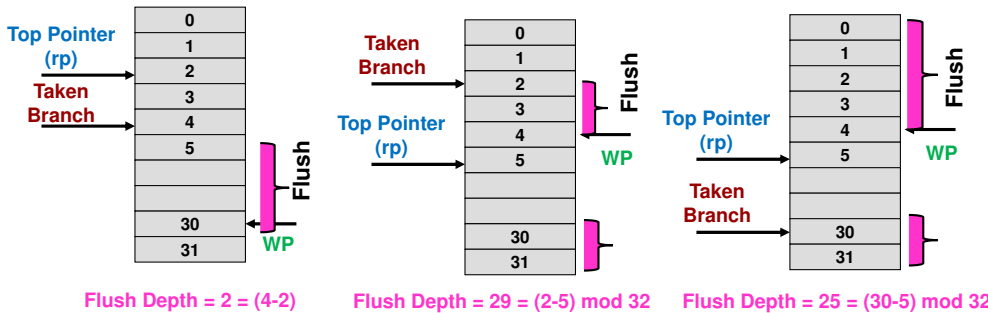 0
1
2
3
4
5
30
31
Top Pointer
(rp)
Taken
Branch
Flush
WP
Flush Depth = 2 = (4-2)
0
1
2
3
4
5
30
31
Taken
Branch
Top Pointer
(rp)
Flush
WP
Flush Depth = 29 = (2-5) mod 32
0
1
2
3
4
5
30
31
Top Pointer
(rp)
Taken
Branch
Flush
WP
Flush Depth = 25 = (30-5) mod 32